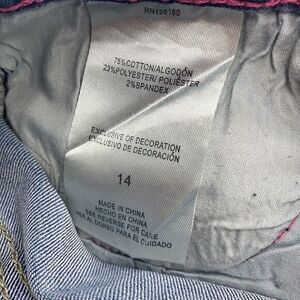 RN126160
75%COTTON/ALGODÓN
23%POLYESTER/ POLIÉSTER
2%SPANDEX
EXCLUSIVE OF DECORATION
EXCLUSIVO DE DECORACIÓN
14
MADE IN CHINA
HECHO EN CHINA
SEE REVERSE FOR CARE
VER AL DORSO PARA EL CUIDADO